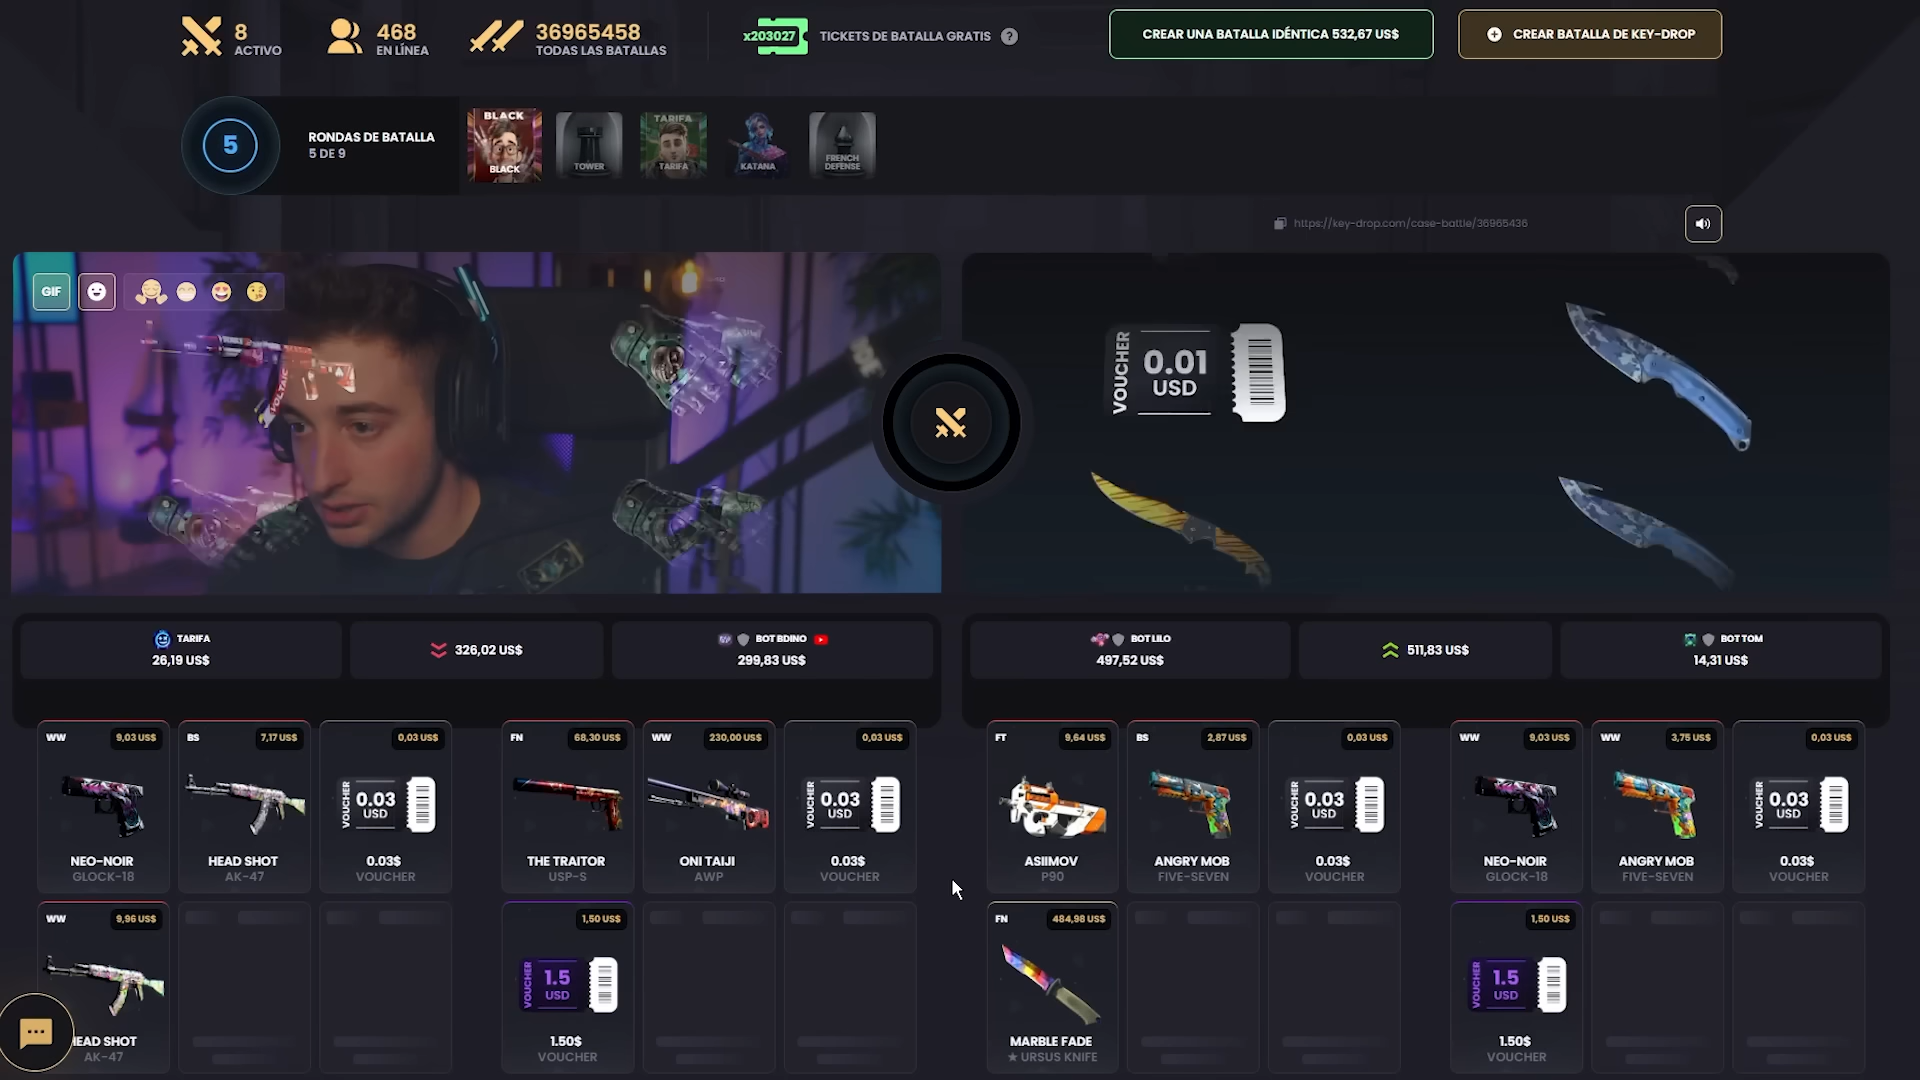 8
ACTIVO
468
EN LÍNEA
36965458
TODAS LAS BATALLAS
x203027
TICKETS DE BATALLA GRATIS ?
CREAR UNA BATALLA IDÉNTICA 532,67 US$
CREAR BATALLA DE KEY-DROP
5
RONDAS DE BATALLA
5 DE 9
BLACK
BLACK
TOWER
TARIFA
TARIFA
KATANA
FRENCH
DEFENSE
https://key-drop.com/case-battle/36965436
GIF
VOLTAIC
VOUCHER
0.01
USD
TARIFA
26,19 US$
326,02 US$
BOT BDINO
299,83 US$
BOT LILO
497,52 US$
511,83 US$
BOT TOM
14,31 US$
WW 9,03 US$
NEO-NOIR
GLOCK-18
BS 7,17 US$
HEAD SHOT
AK-47
0,03 US$
VOUCHER
0.03
USD
0.03$
VOUCHER
FN 68,30 US$
THE TRAITOR
USP-S
WW 230,00 US$
ONI TAIJI
AWP
0,03 US$
VOUCHER
0.03
USD
0.03$
VOUCHER
FT 9,64 US$
ASIIMOV
P90
BS 2,87 US$
ANGRY MOB
FIVE-SEVEN
0,03 US$
VOUCHER
0.03
USD
0.03$
VOUCHER
WW 9,03 US$
NEO-NOIR
GLOCK-18
WW 3,75 US$
ANGRY MOB
FIVE-SEVEN
0,03 US$
VOUCHER
0.03
USD
0.03$
VOUCHER
WW 9,96 US$
HEAD SHOT
AK-47
1,50 US$
VOUCHER
1.5
USD
1.50$
VOUCHER
FN 484,98 US$
MARBLE FADE
★ URSUS KNIFE
1,50 US$
VOUCHER
1.5
USD
1.50$
VOUCHER